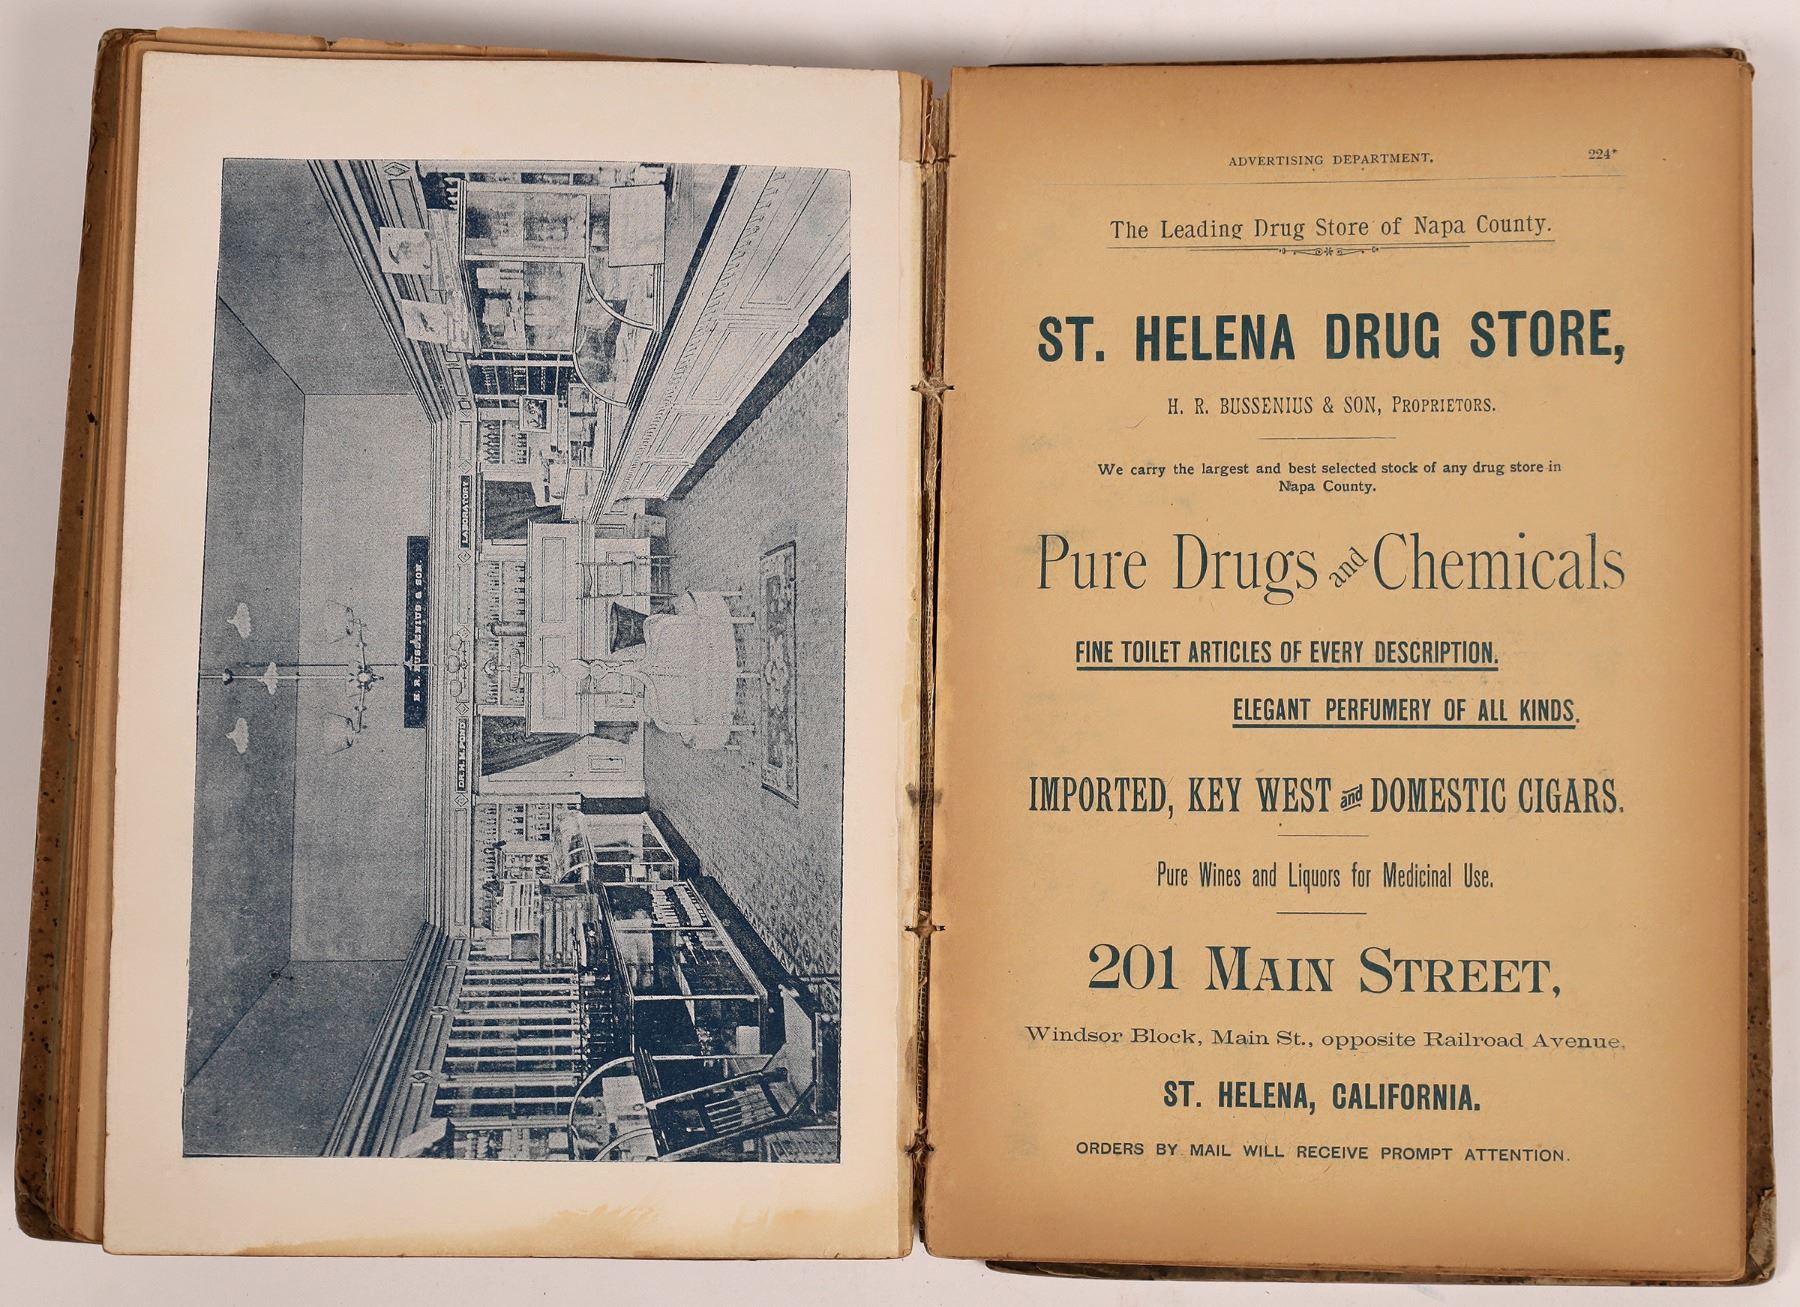 LABORATORY
H. R. BUSSENIUS & SON.
DR. H. M. POND
ADVERTISING DEPARTMENT.
224*
The Leading Drug Store of Napa County.
ST. HELENA DRUG STORE,
H. R. BUSSENIUS & SON, PROPRIETORS.
We carry the largest and best selected stock of any drug store in
Napa County.
Pure Drugs and Chemicals
FINE TOILET ARTICLES OF EVERY DESCRIPTION.
ELEGANT PERFUMERY OF ALL KINDS.
IMPORTED, KEY WEST and DOMESTIC CIGARS.
Pure Wines and Liquors for Medicinal Use.
201 MAIN STREET,
Windsor Block, Main St., opposite Railroad Avenue,
ST. HELENA, CALIFORNIA.
ORDERS BY MAIL WILL RECEIVE PROMPT ATTENTION.